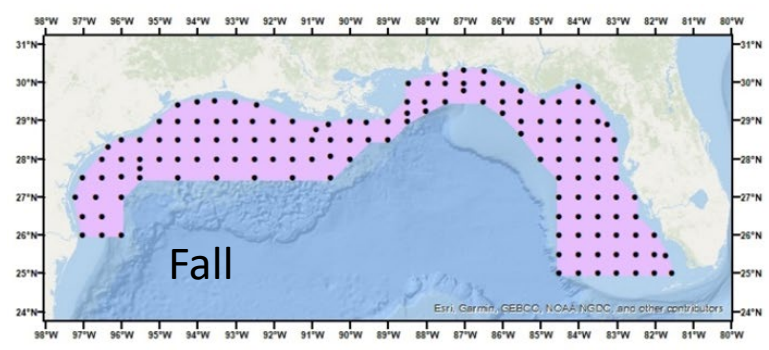 98°W 97°W 96°W 95°W 94°W 93°W 92°W 91°W 90°W 89°W 88°W 87°W 86°W 85°W 84°W 83°W 82°W 81°W 80°W
31°N 31°N
30°N 30°N
29°N 29°N
28°N 28°N
27°N 27°N
26°N 26°N
Fall
25°N 25°N
Esri, Garmin, GEBCO, NOAA NGDC, and other contributors
24°N 24°N
98°W 97°W 96°W 95°W 94°W 93°W 92°W 91°W 90°W 89°W 88°W 87°W 86°W 85°W 84°W 83°W 82°W 81°W 80°W